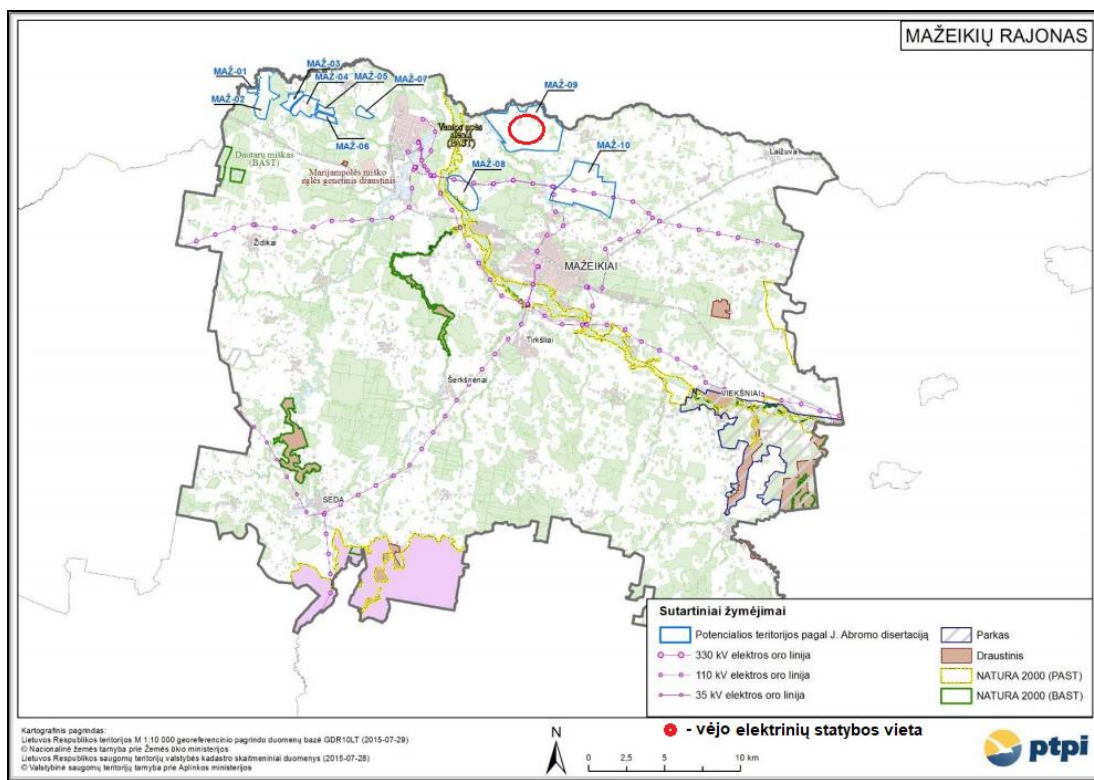 MAŽEIKIŲ RAJONAS
MAŽ-01
MAŽ-03
MAŽ-04
MAŽ-05
MAŽ-07
MAŽ-09
MAŽ-02
MAŽ-06
Ventos upės
slėnis
(BAST)
MAŽ-10
MAŽ-08
Laižuva
Dautarų miškas
(BAST)
Marijampolės miško
eglės genetinis draustinis
Židikai
MAŽEIKIAI
Tirkšliai
Šerkšnėnai
VIEKŠNIAI
SEDA
Sutartiniai žymėjimai
Potencialios teritorijos pagal J. Abromo disertaciją
330 kV elektros oro linija
110 kV elektros oro linija
35 kV elektros oro linija
Parkas
Draustinis
NATURA 2000 (PAST)
NATURA 2000 (BAST)
- vėjo elektrinių statybos vieta
Kartografinis pagrindas:
Lietuvos Respublikos teritorijos M 1:10 000 georeferencinio pagrindo duomenų bazė GDR10LT (2015-07-29)
© Nacionalinė žemės tarnyba prie Žemės ūko ministerijos
Lietuvos Respublikos saugomų teritorijų valstybės kadastro skaitmeniniai duomenys (2015-07-28)
© Valstybinė saugomų teritorijų tarnyba prie Aplinkos ministerijos
N
0 2,5 5 10 km
ptpi